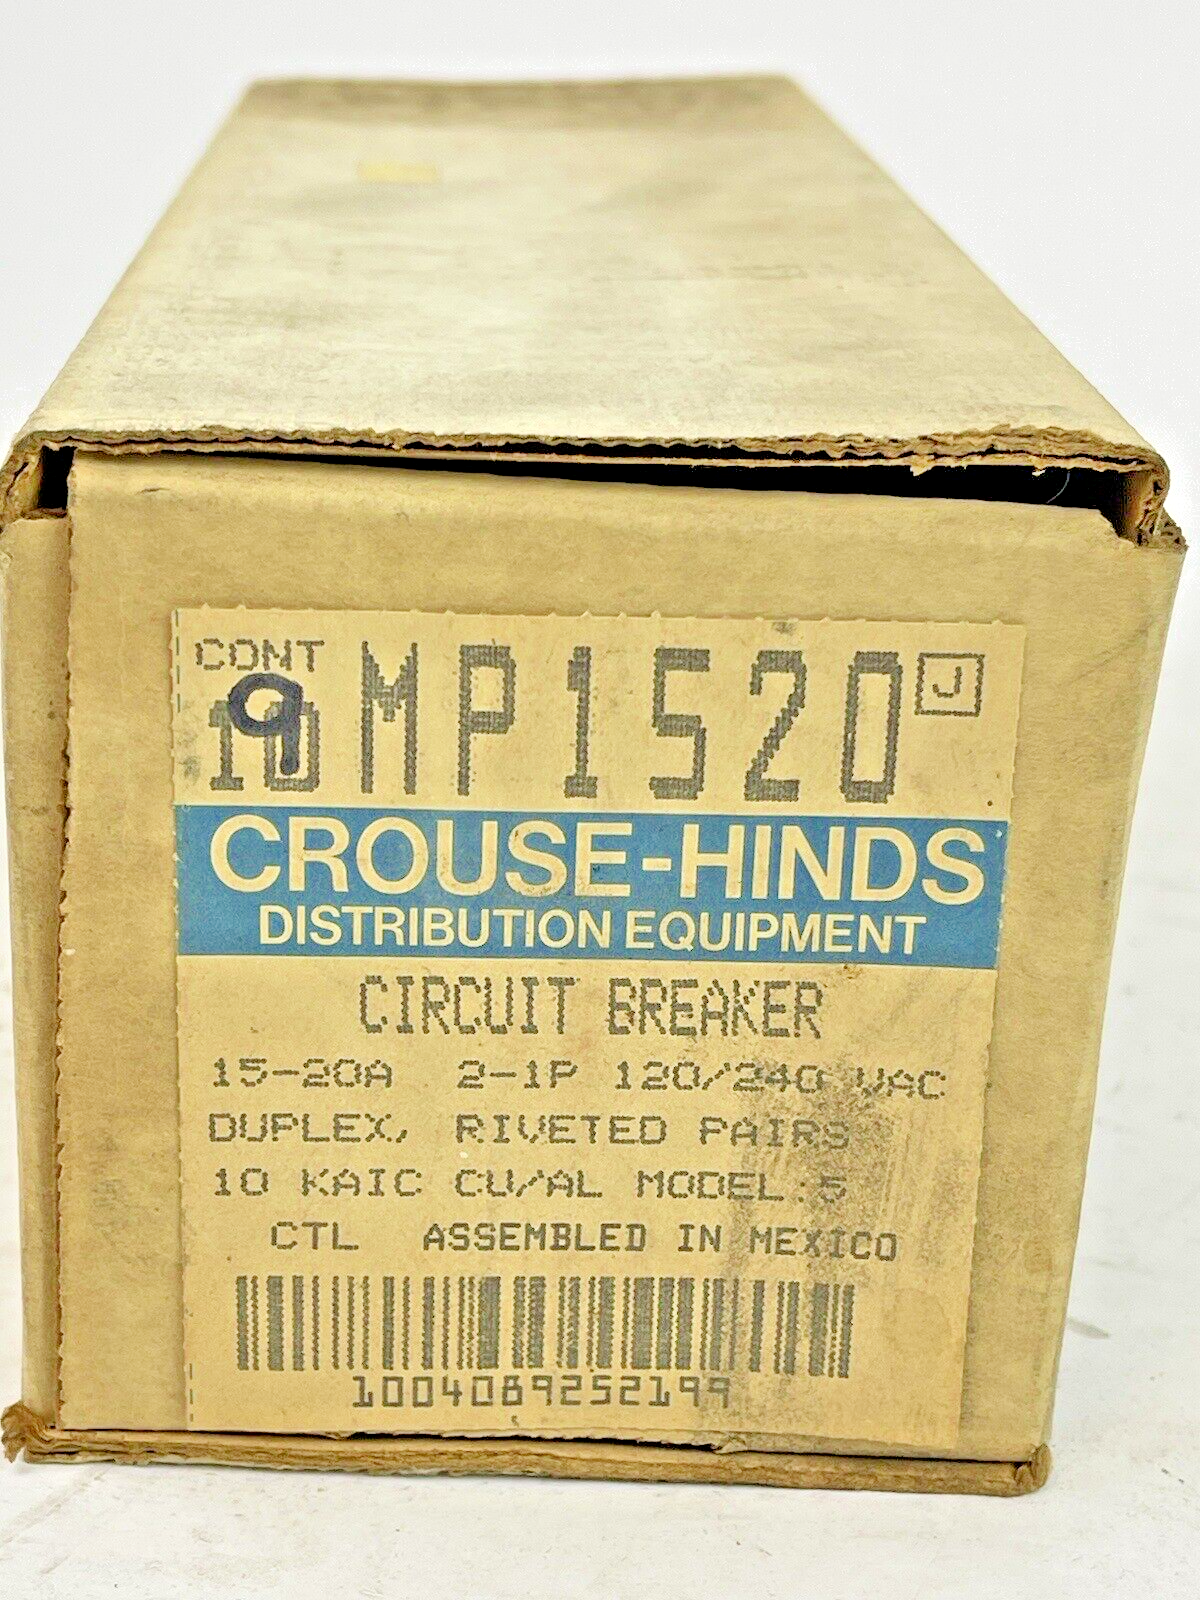 CONT MP1520 J
10 9
CROUSE-HINDS
DISTRIBUTION EQUIPMENT
CIRCUIT BREAKER
15-20A 2-1P 120/240 VAC
DUPLEX, RIVETED PAIRS
10 KAIC CU/AL MODEL:5
CTL ASSEMBLED IN MEXICO
1004089252199